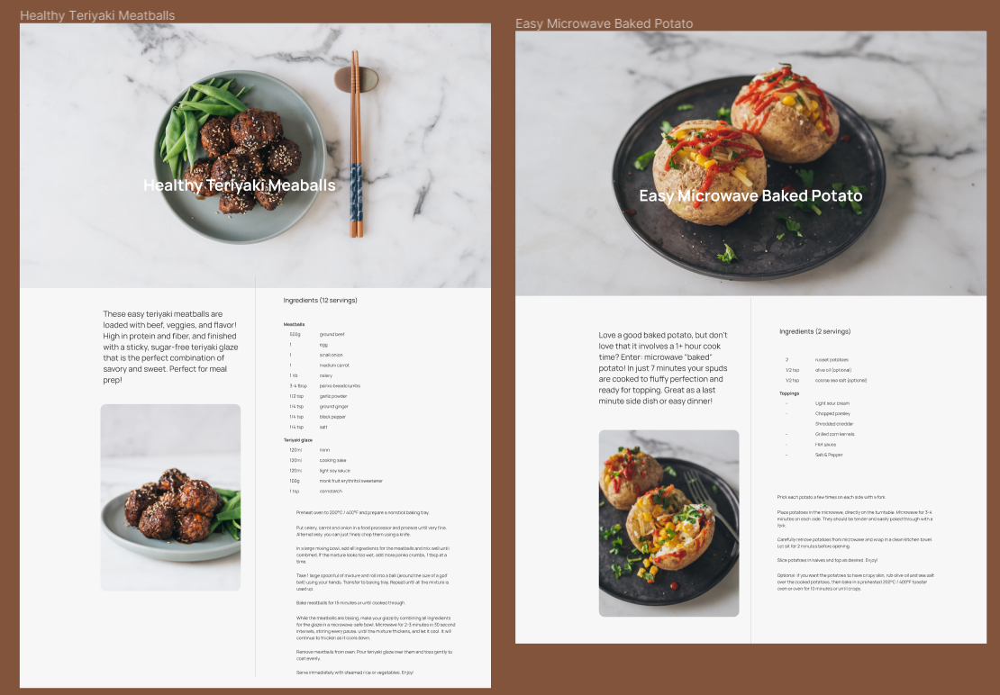 Healthy Teriyaki Meatballs
Healthy Teriyaki Meaballs
These easy teriyaki meatballs are
loaded with beef, veggies, and flavor!
High in protein and fiber, and finished
with a sticky, sugar-free teriyaki glaze
that is the perfect combination of
savory and sweet. Perfect for meal
prep!
Ingredients (12 servings)
Meatballs
500g ground beef
1 egg
1 small onion
1 medium carrot
1 rib celery
3-4 tbsp panko breadcrumbs
1/2 tsp garlic powder
1/4 tsp ground ginger
1/4 tsp black pepper
1/4 tsp salt
Teriyaki glaze
120ml mirin
120ml cooking sake
120ml light soy sauce
100g monk fruit erythritol sweetener
1 tsp cornstarch
Preheat oven to 200°C / 400°F and prepare a nonstick baking tray.
Put celery, carrot and onion in a food processor and process until very fine.
Alternatively, you can just finely chop them using a knife.
In a large mixing bowl, add all ingredients for the meatballs and mix well until
combined. If the mixture looks too wet, add more panko crumbs, 1 tbsp at a
time.
Take 1 large spoonful of mixture and roll into a ball (around the size of a golf
ball) using your hands. Transfer to baking tray. Repeat until all the mixture is
used up.
Bake meatballs for 15 minutes or until cooked through.
While the meatballs are baking, make your glaze by combining all ingredients
for the glaze in a microwave safe bowl. Microwave for 2-3 minutes in 30 second
intervals, stirring every pause, until the mixture thickens, and let it cool. It will
continue to thicken as it cools down.
Remove meatballs from oven. Pour teriyaki glaze over them and toss gently to
coat evenly.
Serve immediately with steamed rice or vegetables. Enjoy!
Easy Microwave Baked Potato
Easy Microwave Baked Potato
Love a good baked potato, but don't
love that it involves a 1+ hour cook
time? Enter: microwave "baked"
potato! In just 7 minutes your spuds
are cooked to fluffy perfection and
ready for topping. Great as a last
minute side dish or easy dinner!
Ingredients (2 servings)
2 russet potatoes
1/2 tsp olive oil (optional)
1/2 tsp coarse sea salt (optional)
Toppings
- Light sour cream
- Chopped parsley
Shredded cheddar
- Grilled corn kernels
- Hot sauce
- Salt & Pepper
Prick each potato a few times on each side with a fork.
Place potatoes in the microwave, directly on the turntable. Microwave for 3-4
minutes on each side. They should be tender and easily poked through with a
fork.
Carefully remove potatoes from microwave and wrap in a clean kitchen towel.
Let sit for 2 minutes before opening.
Slice potatoes in halves and top as desired. Enjoy!
Optional: If you want the potatoes to have crispy skin, rub olive oil and sea salt
over the cooked potatoes, then bake in a preheated 200°C / 400°F toaster
oven or oven for 10 minutes or until crispy.